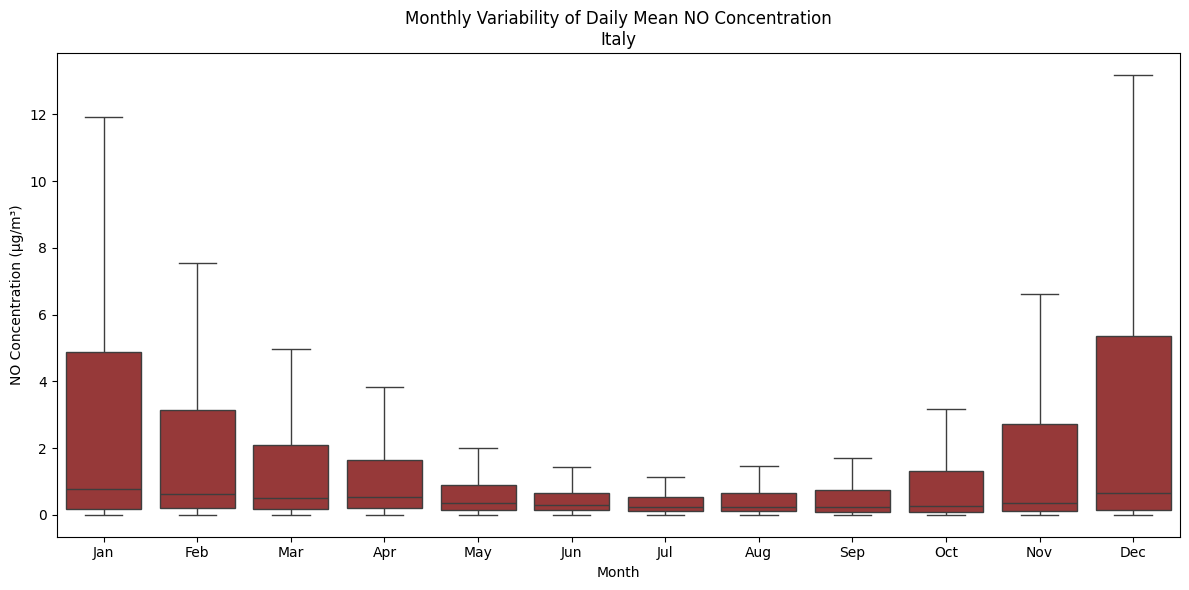 Monthly Variability of Daily Mean NO Concentration
Italy
NO Concentration (µg/m³)
12
10
8
6
4
2
0
Jan Feb Mar Apr May Jun Jul Aug Sep Oct Nov Dec
Month